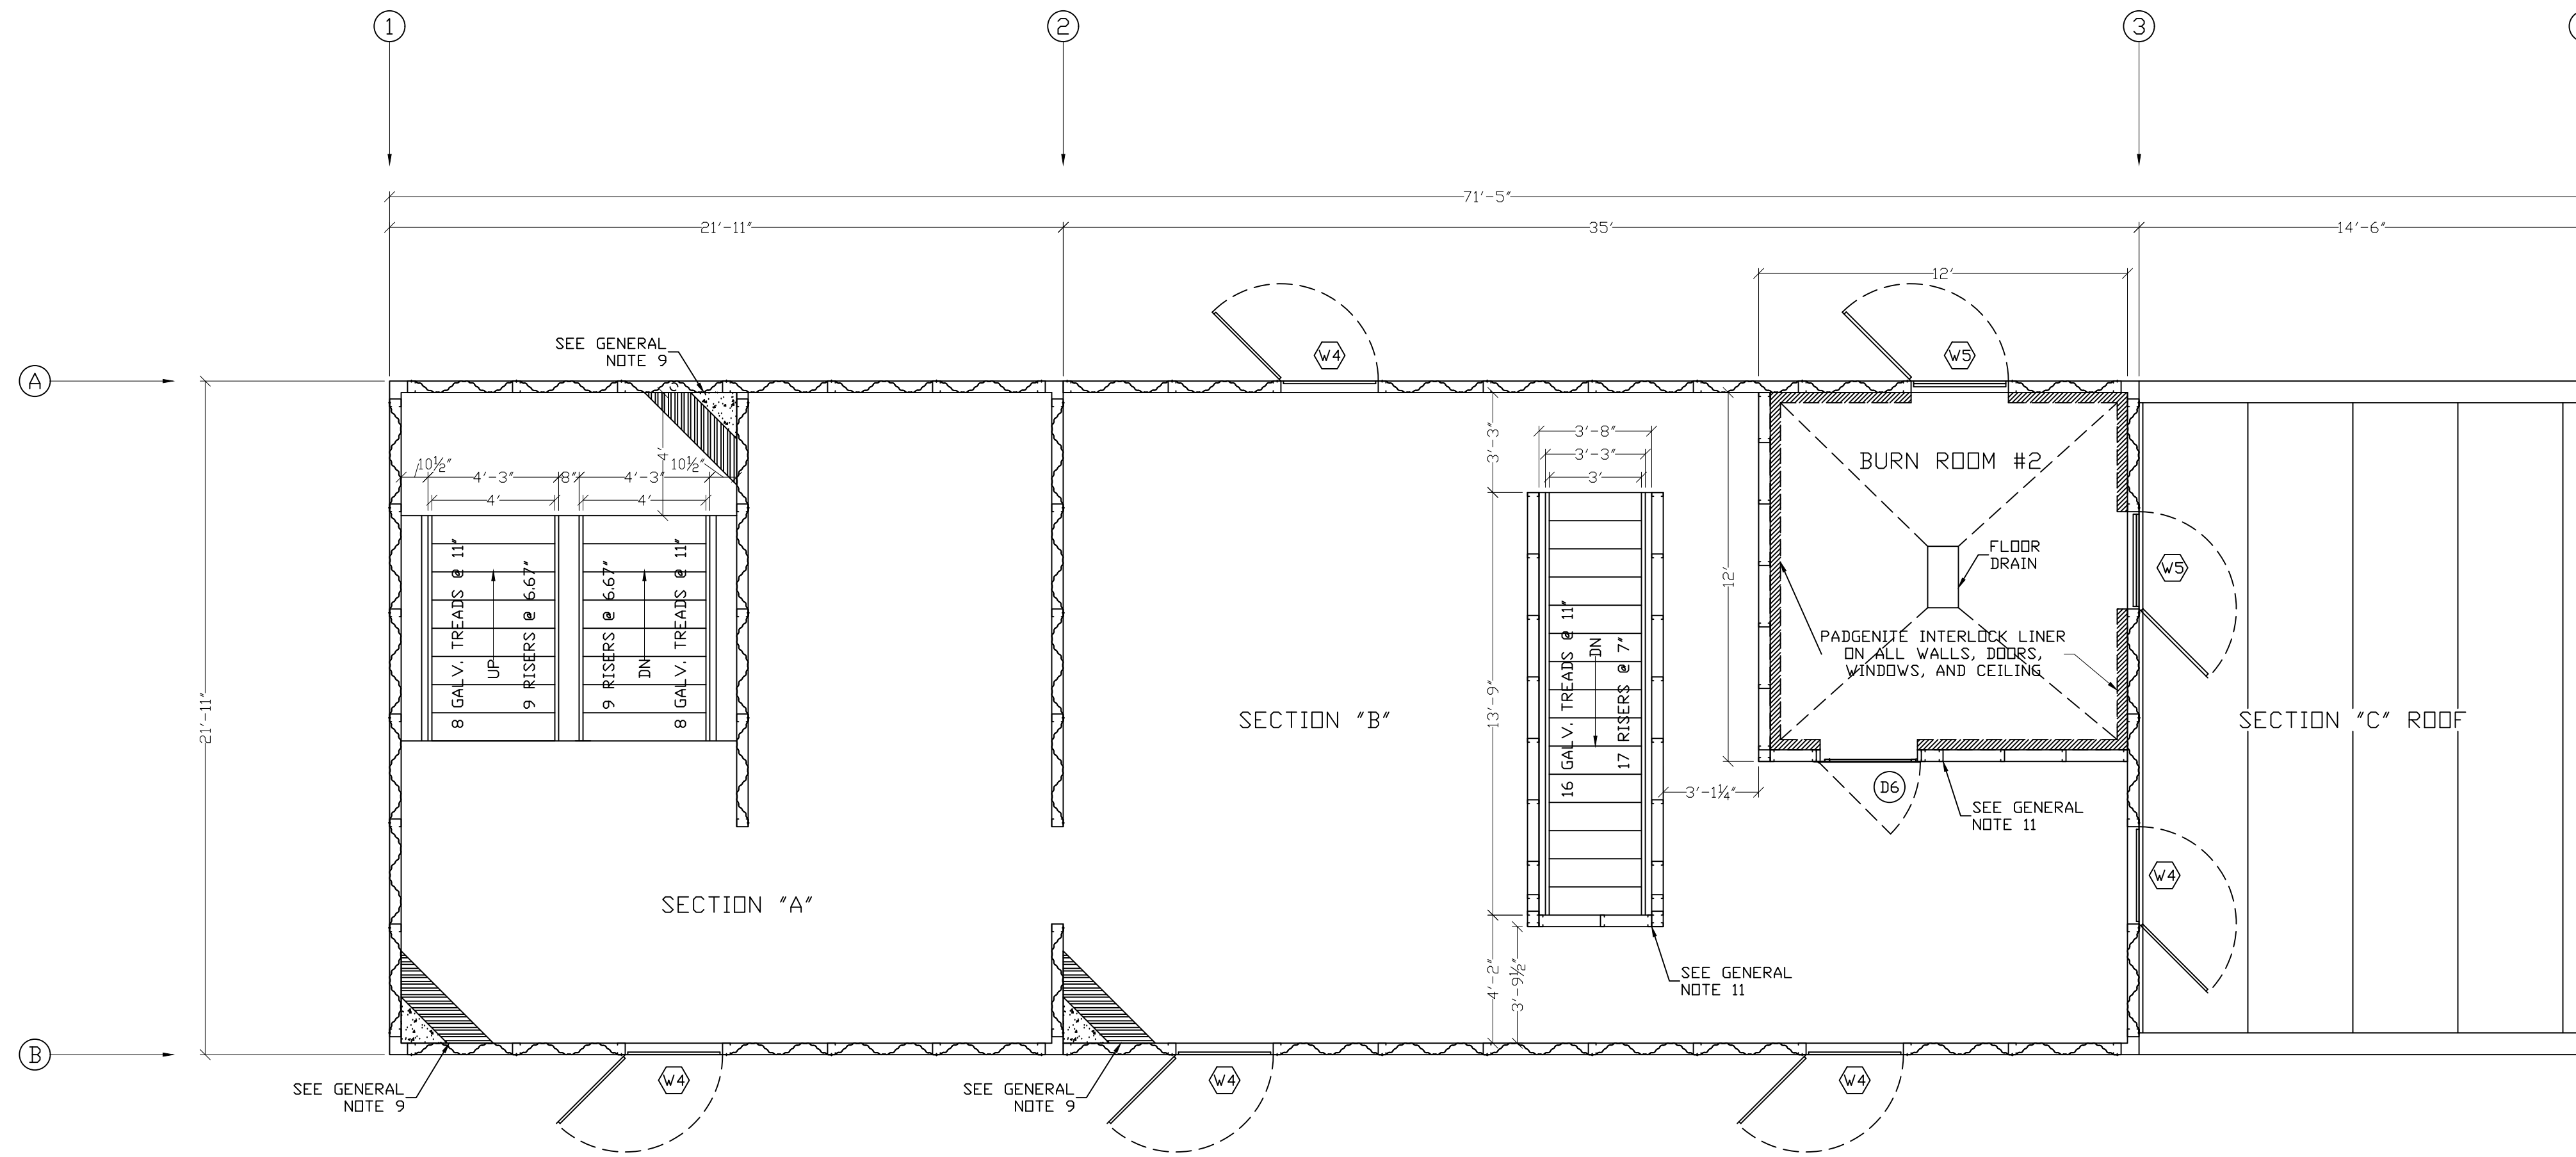 1
2
3
71'-5"
21'-11"
35'
14'-6"
12'
SEE GENERAL
NOTE 9
W4
W5
A
10½"
4'-3"
8"
4'-3"
10½"
4'
4'
4'
3'-3"
3'-8"
3'-3"
3'
BURN ROOM #2
FLOOR
DRAIN
W5
8 GALV. TREADS @ 11"
UP
9 RISERS @ 6.67"
9 RISERS @ 6.67"
DN
8 GALV. TREADS @ 11"
16 GALV. TREADS @ 11"
DN
17 RISERS @ 7"
12'
PADGENITE INTERLOCK LINER
ON ALL WALLS, DOORS,
WINDOWS, AND CEILING
21'-11"
13'-9"
SECTION "B"
SECTION "C" ROOF
3'-1¼"
D6
SEE GENERAL
NOTE 11
SECTION "A"
W4
4'-2"
3'-9½"
SEE GENERAL
NOTE 11
B
SEE GENERAL
NOTE 9
W4
SEE GENERAL
NOTE 9
W4
W4